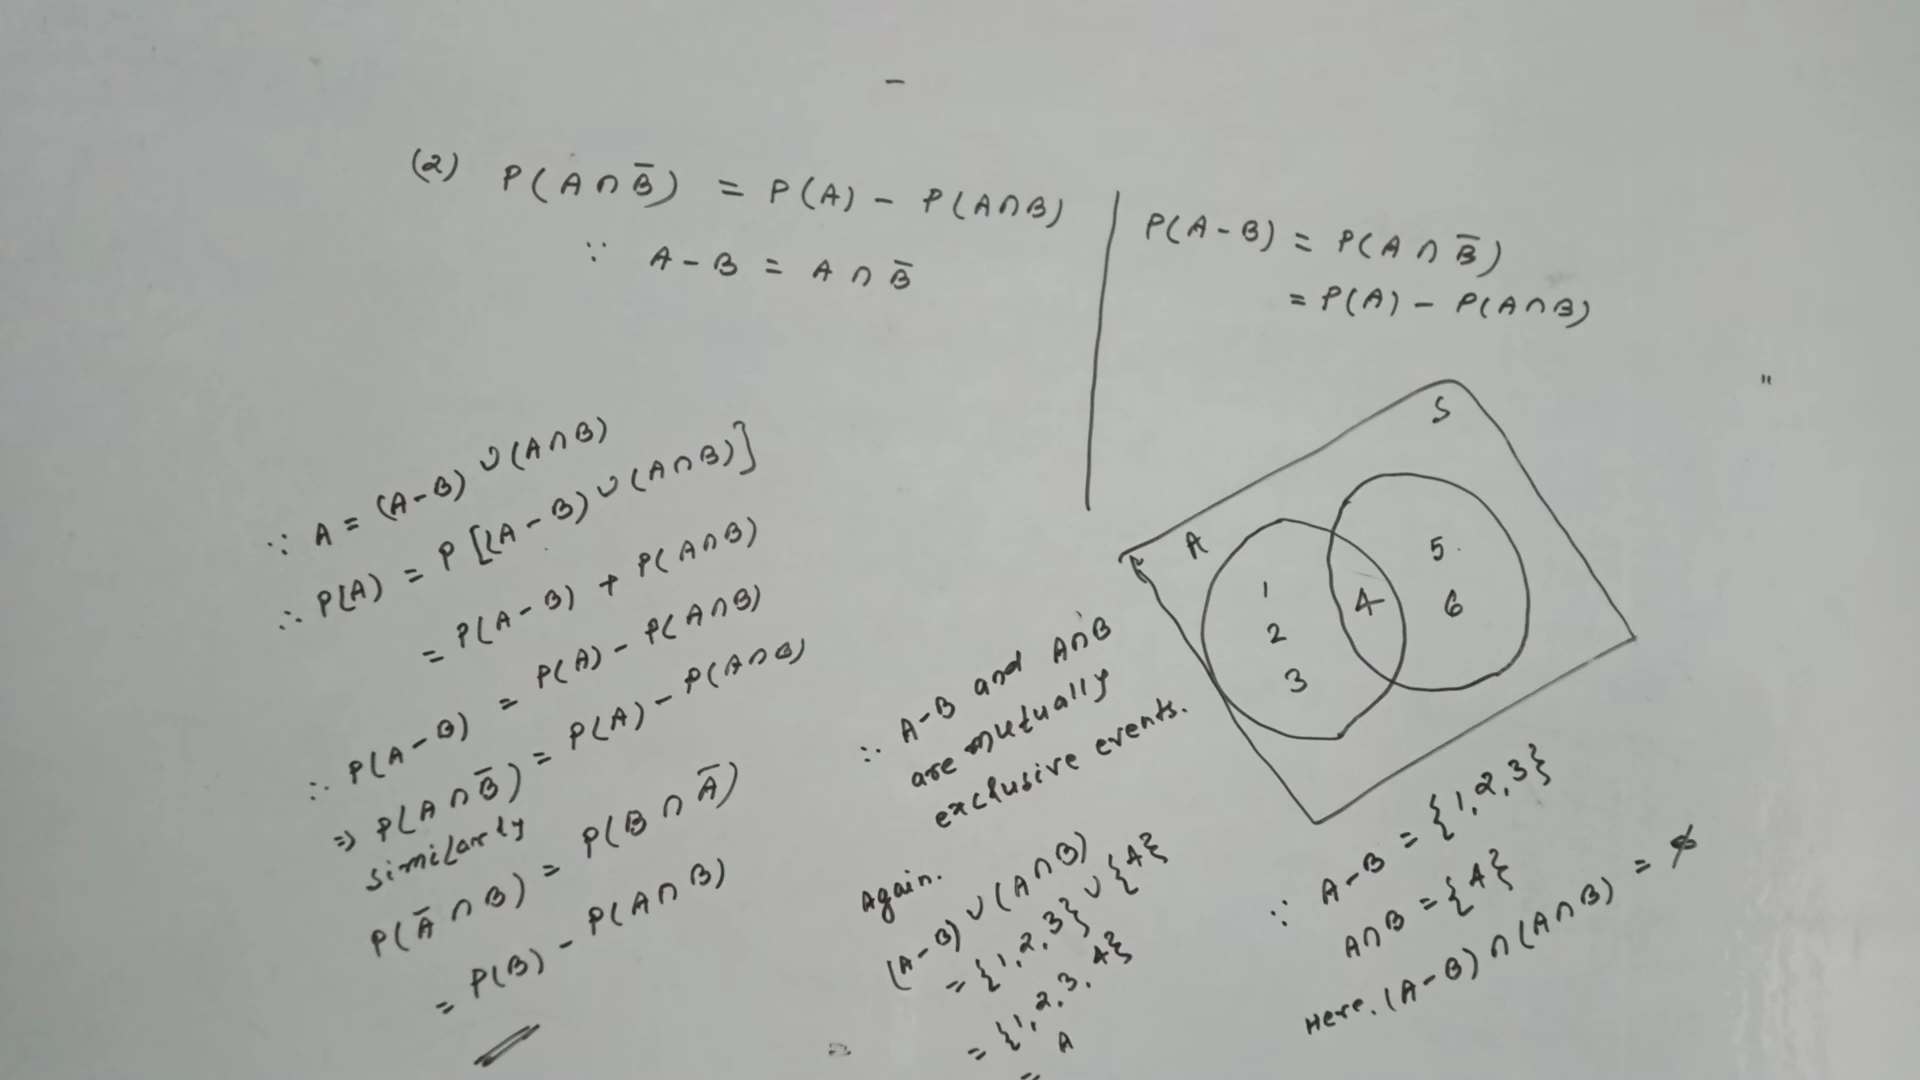 (2) P(A∩B̅) = P(A) - P(A∩B)
∵ A - B = A ∩ B̅
P(A - B) = P(A ∩ B̅)
= P(A) - P(A∩B)
∵ A = (A-B) ∪ (A∩B)
∴ P(A) = P [(A - B) ∪ (A∩B)]
= P(A - B) + P(A∩B)
∴ P(A - B) = P(A) - P(A∩B)
⇒ P(A ∩ B̅) = P(A) - P(A∩B)
similarly
P(A̅ ∩ B) = P(B ∩ A̅)
= P(B) - P(A∩B)
S
A
1
2
3
4
5
6
∴ A-B and A∩B
are mutually
exclusive events.
Again.
(A-B) ∪ (A∩B)
= {1,2,3} ∪ {4}
= {1,2,3,4}
= A
∵ A-B = {1,2,3}
A∩B = {4}
Here, (A-B) ∩ (A∩B) = ϕ